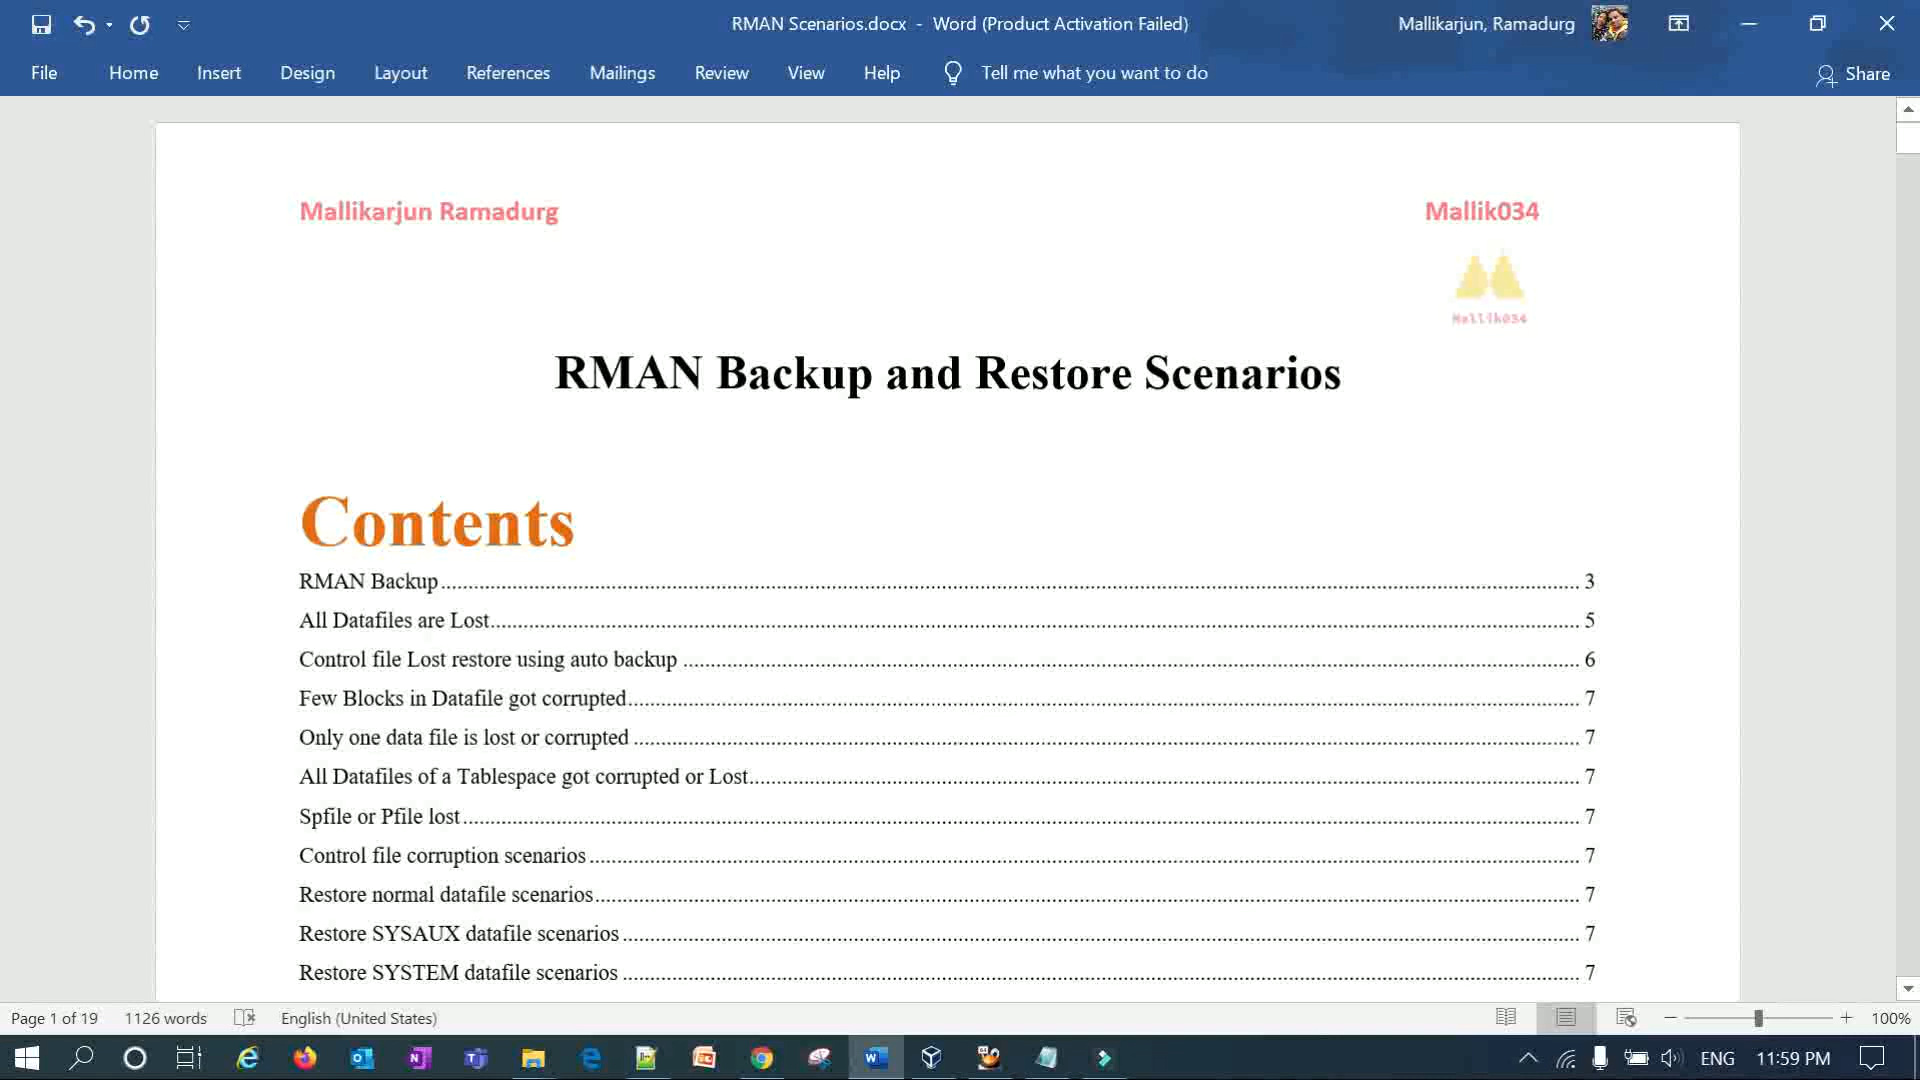 RMAN Scenarios.docx - Word (Product Activation Failed)
Mallikarjun, Ramadurg
File Home Insert Design Layout References Mailings Review View Help Tell me what you want to do Share
Mallikarjun Ramadurg
Mallik034
Mallik034
RMAN Backup and Restore Scenarios
Contents
RMAN Backup 3
All Datafiles are Lost 5
Control file Lost restore using auto backup 6
Few Blocks in Datafile got corrupted 7
Only one data file is lost or corrupted 7
All Datafiles of a Tablespace got corrupted or Lost 7
Spfile or Pfile lost 7
Control file corruption scenarios 7
Restore normal datafile scenarios 7
Restore SYSAUX datafile scenarios 7
Restore SYSTEM datafile scenarios 7
Page 1 of 19 1126 words English (United States) 100%
ENG 11:59 PM